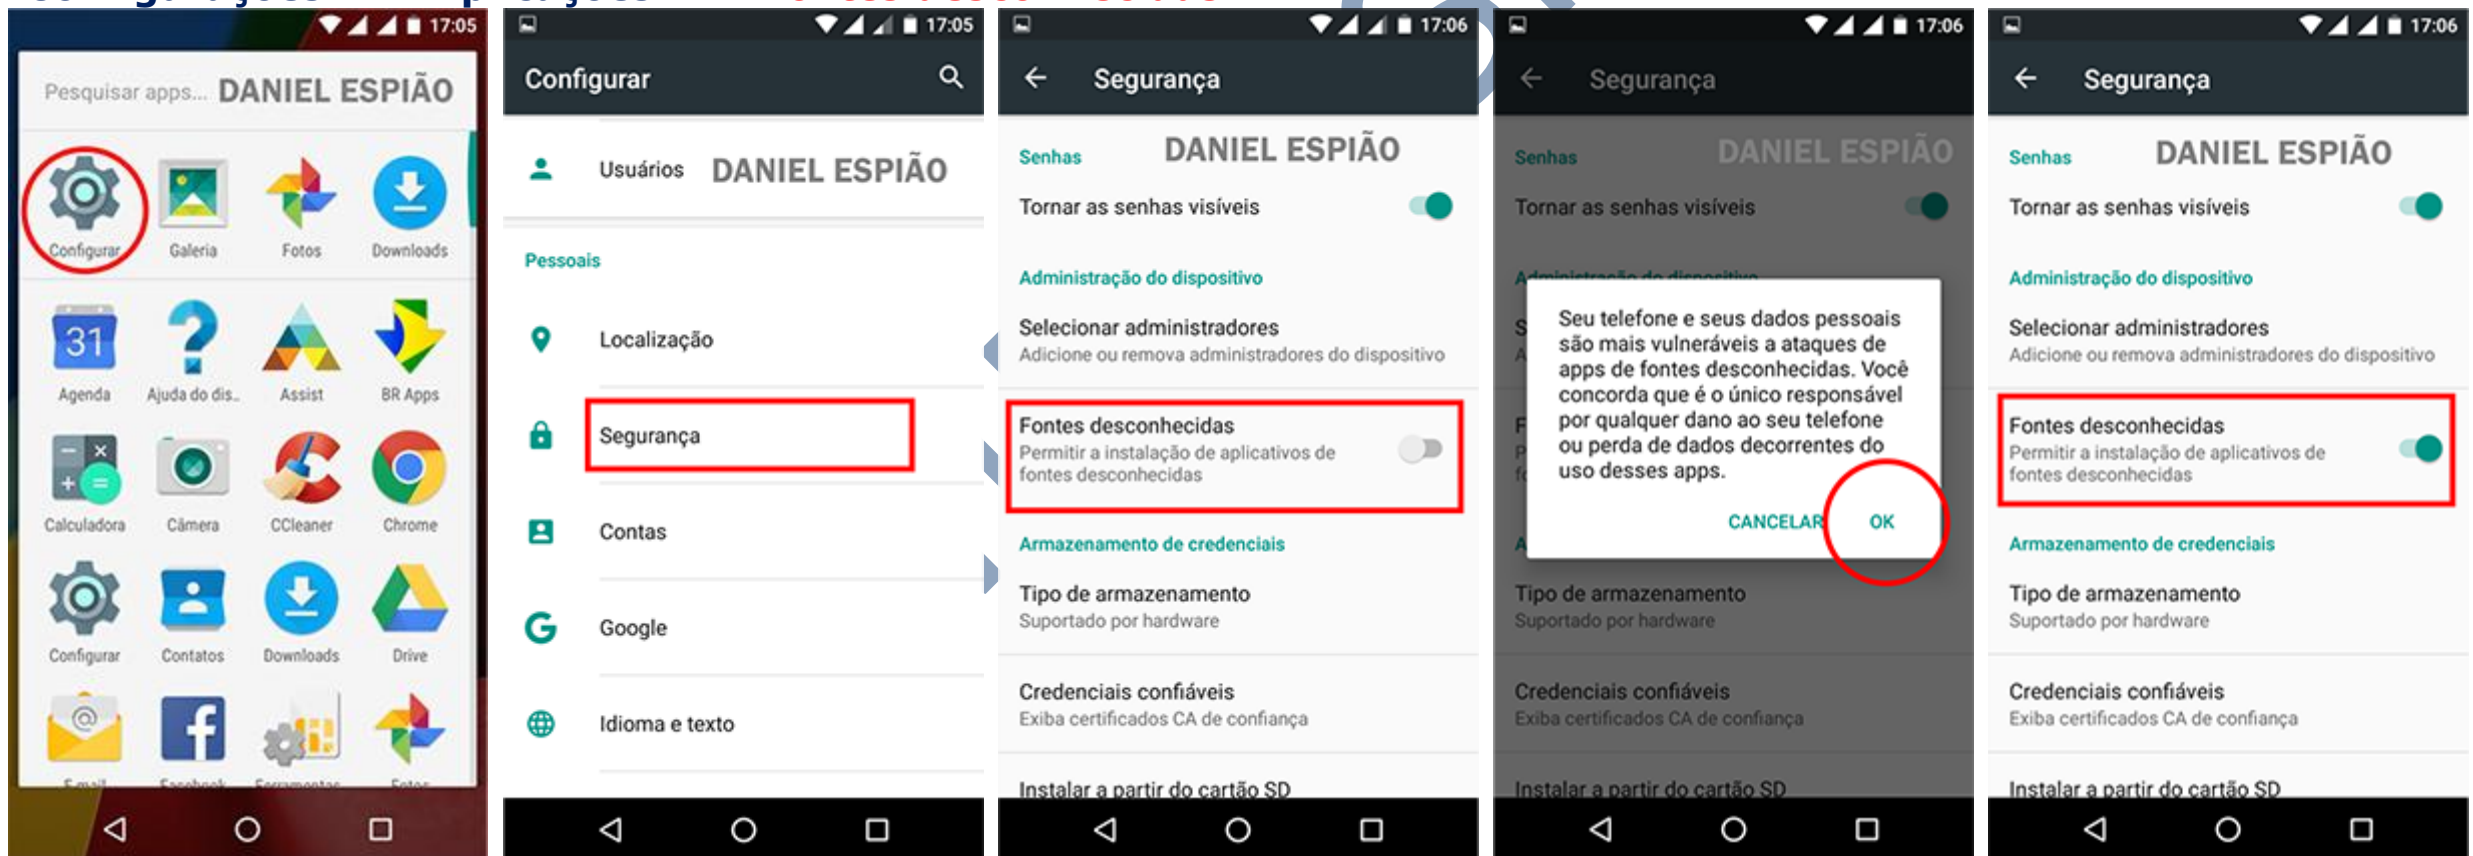 17:05
Pesquisar apps... DANIEL ESPIÃO
Configurar Galeria Fotos Downloads
31
Agenda Ajuda do dis... Assist BR Apps
Calculadora Câmera CCleaner Chrome
Configurar Contatos Downloads Drive
17:05
Configurar
Usuários DANIEL ESPIÃO
Pessoais
Localização
Segurança
Contas
Google
Idioma e texto
17:06
Segurança
Senhas DANIEL ESPIÃO
Tornar as senhas visíveis
Administração do dispositivo
Selecionar administradores
Adicione ou remova administradores do dispositivo
Fontes desconhecidas
Permitir a instalação de aplicativos de
fontes desconhecidas
Armazenamento de credenciais
Tipo de armazenamento
Suportado por hardware
Credenciais confiáveis
Exiba certificados CA de confiança
Instalar a partir do cartão SD
17:06
Segurança
Senhas DANIEL ESPIÃO
Tornar as senhas visíveis
Administração do dispositivo
Seu telefone e seus dados pessoais
são mais vulneráveis a ataques de
apps de fontes desconhecidas. Você
concorda que é o único responsável
por qualquer dano ao seu telefone
ou perda de dados decorrentes do
uso desses apps.
CANCELAR OK
Tipo de armazenamento
Suportado por hardware
Credenciais confiáveis
Exiba certificados CA de confiança
Instalar a partir do cartão SD
17:06
Segurança
Senhas DANIEL ESPIÃO
Tornar as senhas visíveis
Administração do dispositivo
Selecionar administradores
Adicione ou remova administradores do dispositivo
Fontes desconhecidas
Permitir a instalação de aplicativos de
fontes desconhecidas
Armazenamento de credenciais
Tipo de armazenamento
Suportado por hardware
Credenciais confiáveis
Exiba certificados CA de confiança
Instalar a partir do cartão SD